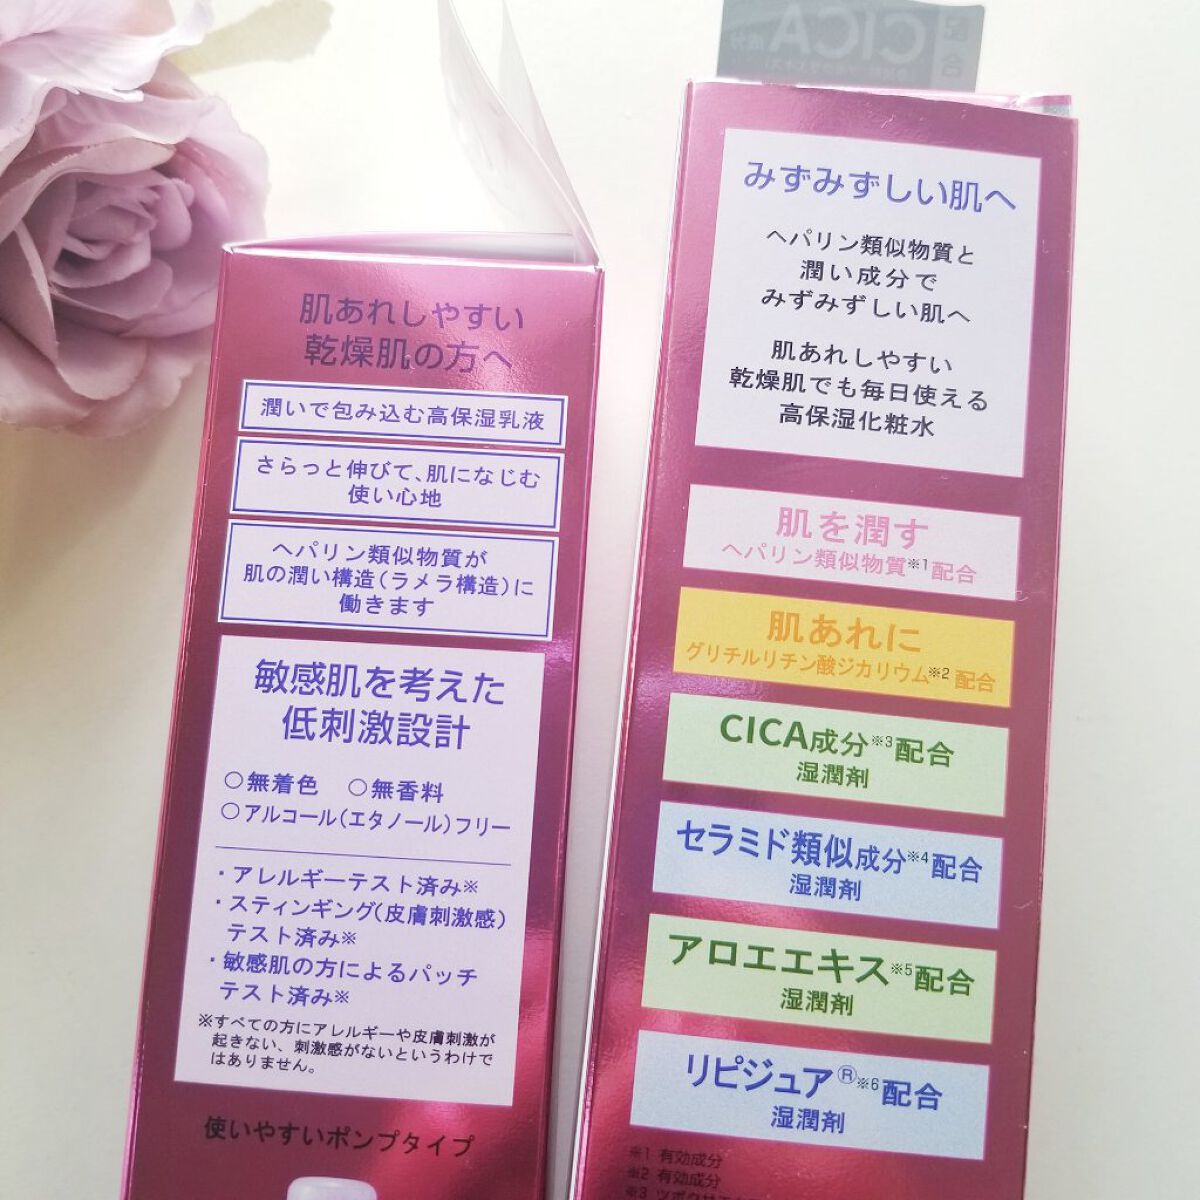 肌あれしやすい
乾燥肌の方へ
潤いで包み込む高保湿乳液
さらっと伸びて、肌になじむ
使い心地
ヘパリン類似物質が
肌の潤い構造(ラメラ構造)に
働きます
敏感肌を考えた
低刺激設計
○無着色 ○無香料
○アルコール(エタノール)フリー
・アレルギーテスト済み※
・スティンギング(皮膚刺激感)
テスト済み※
・敏感肌の方によるパッチ
テスト済み※
※すべての方にアレルギーや皮膚刺激が
起きない、刺激感がないというわけで
はありません。
使いやすいポンプタイプ
CICA成分
配合
みずみずしい肌へ
ヘパリン類似物質と
潤い成分で
みずみずしい肌へ
肌あれしやすい
乾燥肌でも毎日使える
高保湿化粧水
肌を潤す
ヘパリン類似物質※1配合
肌あれに
グリチルリチン酸ジカリウム※2配合
CICA成分※3配合
湿潤剤
セラミド類似成分※4配合
湿潤剤
アロエエキス※5配合
湿潤剤
リピジュア®※6配合
湿潤剤
※1 有効成分
※2 有効成分
※3 ツボクサエ